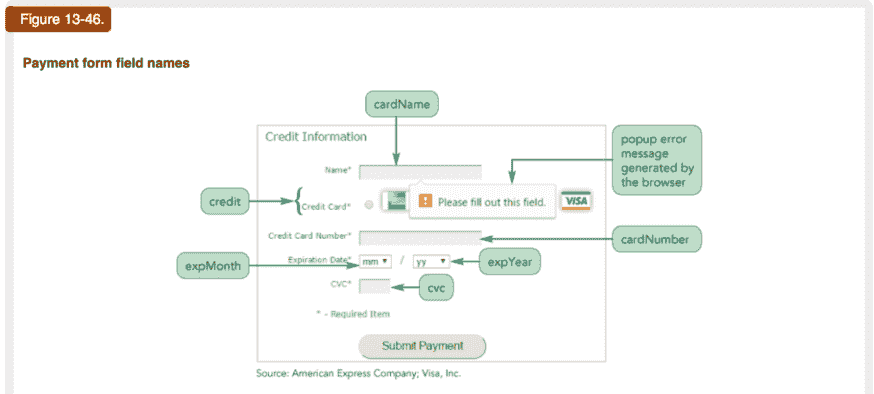 Figure 13-46.
Payment form field names
cardName
Credit Information
popup error
message
generated by
the browser
Name*
credit
Credit Card*
! Please fill out this field.
VISA
Credit Card Number*
cardNumber
expMonth
Expiration Date*
mm
/
yy
expYear
CVC*
cvc
* - Required Item
Submit Payment
Source: American Express Company; Visa, Inc.